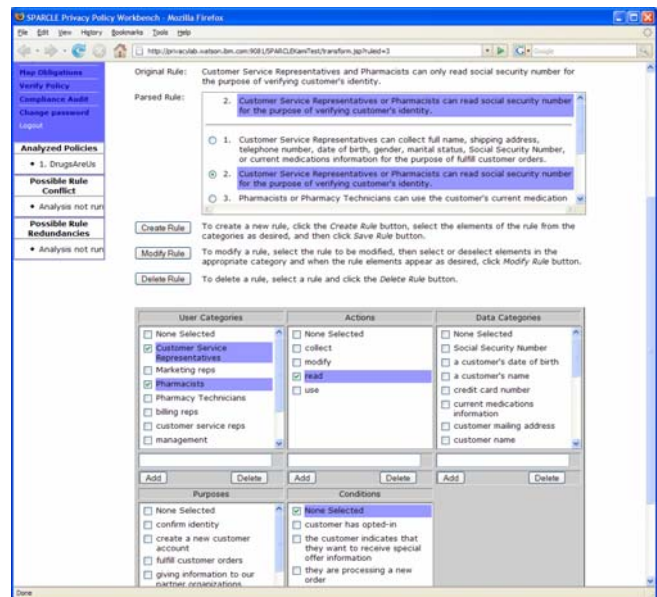 SPARCLE Privacy Policy Workbench - Mozilla Firefox
File Edit View History Bookmarks Tools Help
http://privacylab.watson.ibm.com:9081/SPARCLEKamiTest/transform.jsp?ruleid=3
Google
Map Obligations
Verify Policy
Compliance Audit
Change password
Logout
Analyzed Policies
• 1. DrugsAreUs
Possible Rule
Conflict
• Analysis not run
Possible Rule
Redundancies
• Analysis not run
Original Rule: Customer Service Representatives and Pharmacists can only read social security number for
the purpose of verifying customer's identity.
Parsed Rule:
2. Customer Service Representatives or Pharmacists can read social security number
for the purpose of verifying customer's identity.
1. Customer Service Representatives can collect full name, shipping address,
telephone number, date of birth, gender, marital status, Social Security Number,
or current medications information for the purpose of fulfill customer orders.
2. Customer Service Representatives or Pharmacists can read social security number
for the purpose of verifying customer's identity.
3. Pharmacists or Pharmacy Technicians can use the customer's current medication
Create Rule To create a new rule, click the Create Rule button, select the elements of the rule from the
categories as desired, and then click Save Rule button.
Modify Rule To modify a rule, select the rule to be modified, then select or deselect elements in the
appropriate category and when the rule elements appear as desired, click Modify Rule button.
Delete Rule To delete a rule, select a rule and click the Delete Rule button.
User Categories
None Selected
Customer Service
Representatives
Marketing reps
Pharmacists
Pharmacy Technicians
billing reps
customer service reps
management
Add Delete
Actions
None Selected
collect
modify
read
use
Add Delete
Data Categories
None Selected
Social Security Number
a customer's date of birth
a customer's name
credit card number
current medications
information
customer mailing address
customer name
Add Delete
Purposes
None Selected
confirm identity
create a new customer
account
fulfill customer orders
giving information to our
partner organizations
Conditions
None Selected
customer has opted-in
the customer indicates that
they want to receive special
offer information
they are processing a new
order
Done